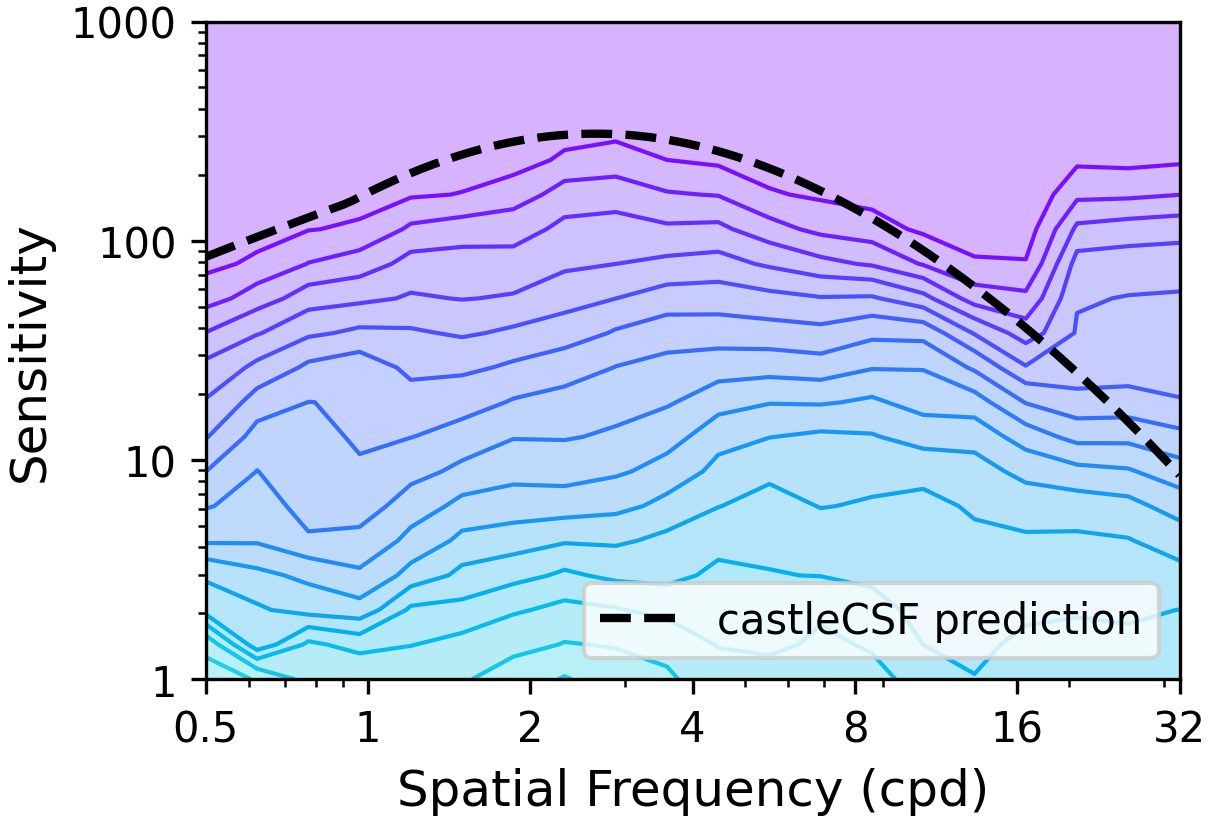 1000
100
10
1
Sensitivity
castleCSF prediction
0.5 1 2 4 8 16 32
Spatial Frequency (cpd)